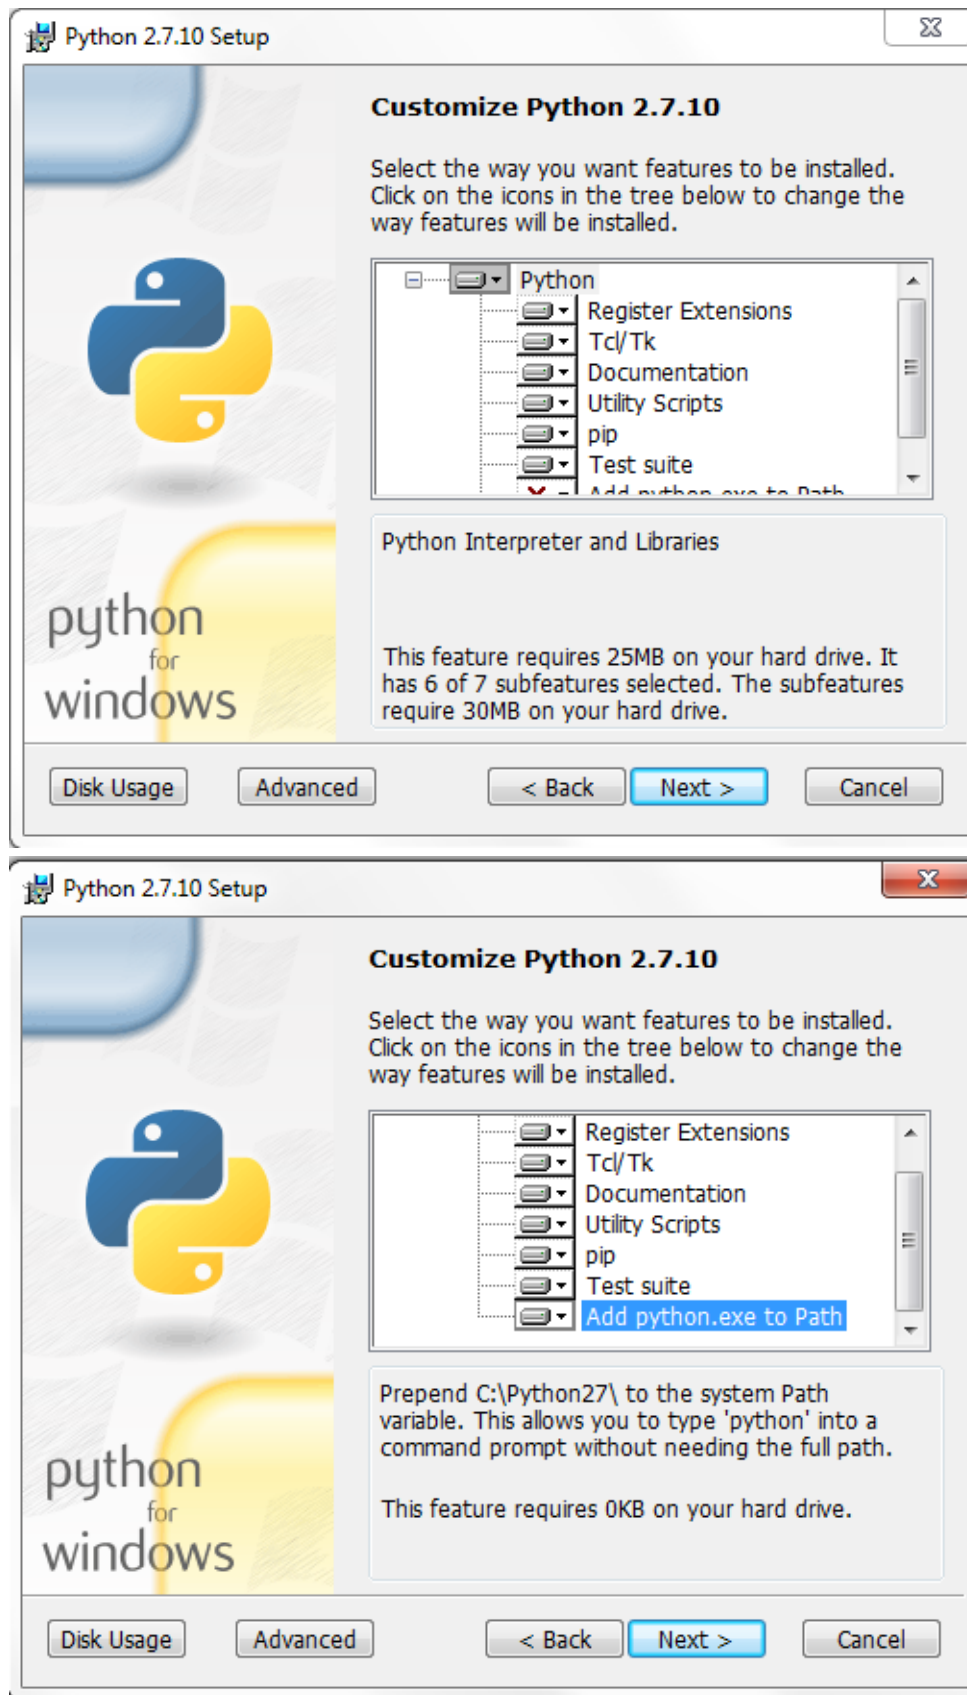 Python 2.7.10 Setup
Customize Python 2.7.10
Select the way you want features to be installed.
Click on the icons in the tree below to change the
way features will be installed.
Python
Register Extensions
Tcl/Tk
Documentation
Utility Scripts
pip
Test suite
Add python.exe to Path
Python Interpreter and Libraries
This feature requires 25MB on your hard drive. It
has 6 of 7 subfeatures selected. The subfeatures
require 30MB on your hard drive.
python
for
windows
Disk Usage Advanced < Back Next > Cancel
Python 2.7.10 Setup
Customize Python 2.7.10
Select the way you want features to be installed.
Click on the icons in the tree below to change the
way features will be installed.
Register Extensions
Tcl/Tk
Documentation
Utility Scripts
pip
Test suite
Add python.exe to Path
Prepend C:\Python27\ to the system Path
variable. This allows you to type 'python' into a
command prompt without needing the full path.
This feature requires 0KB on your hard drive.
python
for
windows
Disk Usage Advanced < Back Next > Cancel